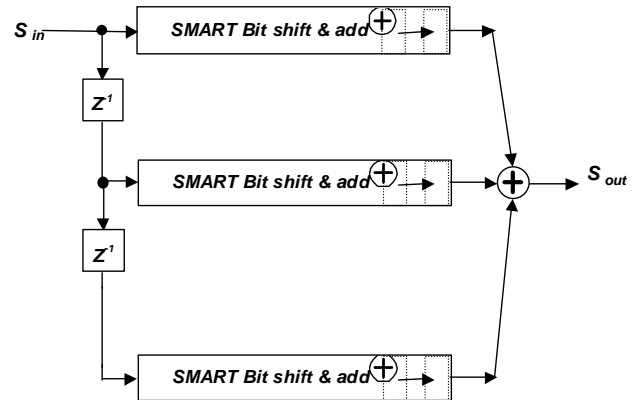 S in
SMART Bit shift & add
Z-1
SMART Bit shift & add
S out
Z-1
SMART Bit shift & add